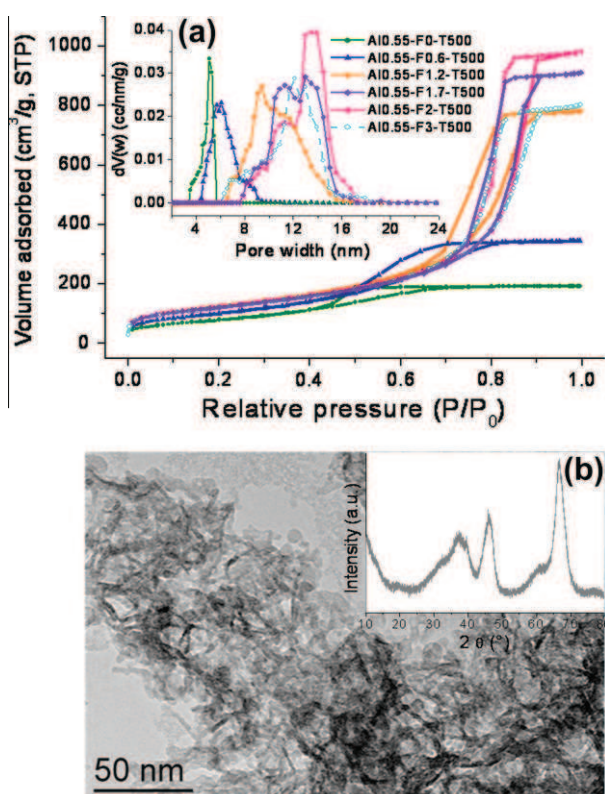 (a)
Al0.55-F0-T500
Al0.55-F0.6-T500
Al0.55-F1.2-T500
Al0.55-F1.7-T500
Al0.55-F2-T500
Al0.55-F3-T500
dV(w) (cc/nm/g)
0.04
0.03
0.02
0.01
0.00
4 8 12 16 20 24
Pore width (nm)
Volume adsorbed (cm³/g, STP)
1000
800
600
400
200
0
0.0 0.2 0.4 0.6 0.8 1.0
Relative pressure (P/P₀)
(b)
Intensity (a.u.)
10 20 30 40 50 60 70 80
2 θ (°)
50 nm